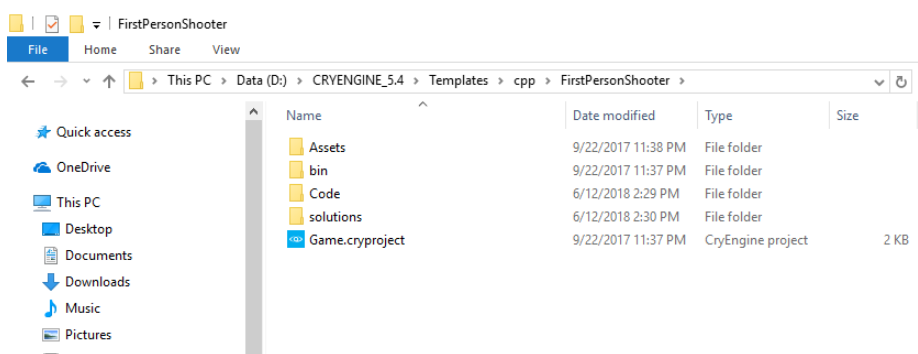 FirstPersonShooter
File Home Share View
This PC > Data (D:) > CRYENGINE_5.4 > Templates > cpp > FirstPersonShooter >
Name Date modified Type Size
Quick access
OneDrive
This PC
Desktop
Documents
Downloads
Music
Pictures
Assets 9/22/2017 11:38 PM File folder
bin 9/22/2017 11:37 PM File folder
Code 6/12/2018 2:29 PM File folder
solutions 6/12/2018 2:30 PM File folder
Game.cryproject 9/22/2017 11:37 PM CryEngine project 2 KB